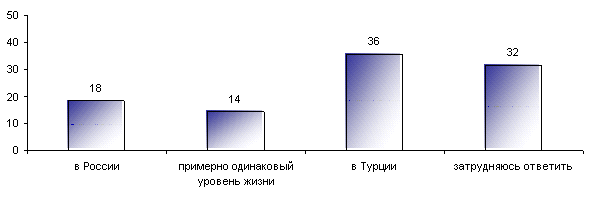 50
40
30
20
10
0
18
14
36
32
в России
примерно одинаковый
уровень жизни
в Турции
затрудняюсь ответить